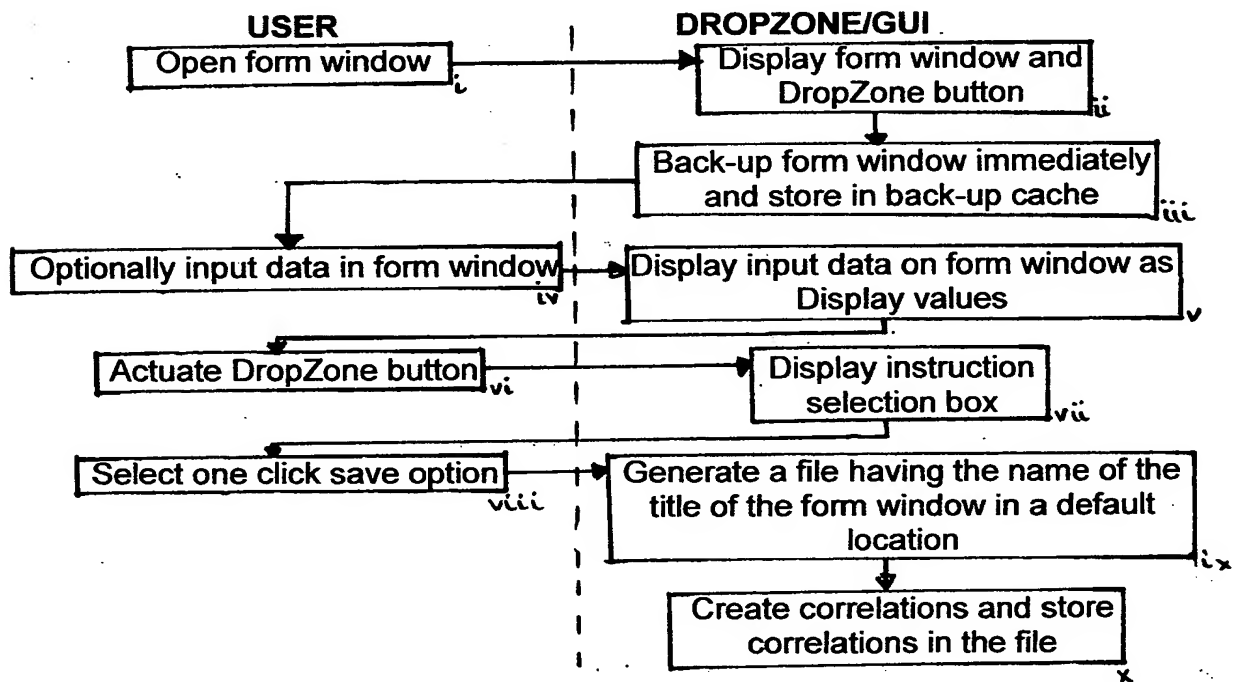 USER
DROPZONE/GUI
Open form window
i
Display form window and
DropZone button
ii
Back-up form window immediately
and store in back-up cache
iii
Optionally input data in form window
iv
Display input data on form window as
Display values
v
Actuate DropZone button
vi
Display instruction
selection box
vii
Select one click save option
viii
Generate a file having the name of the
title of the form window in a default
location
ix
Create correlations and store
correlations in the file
x